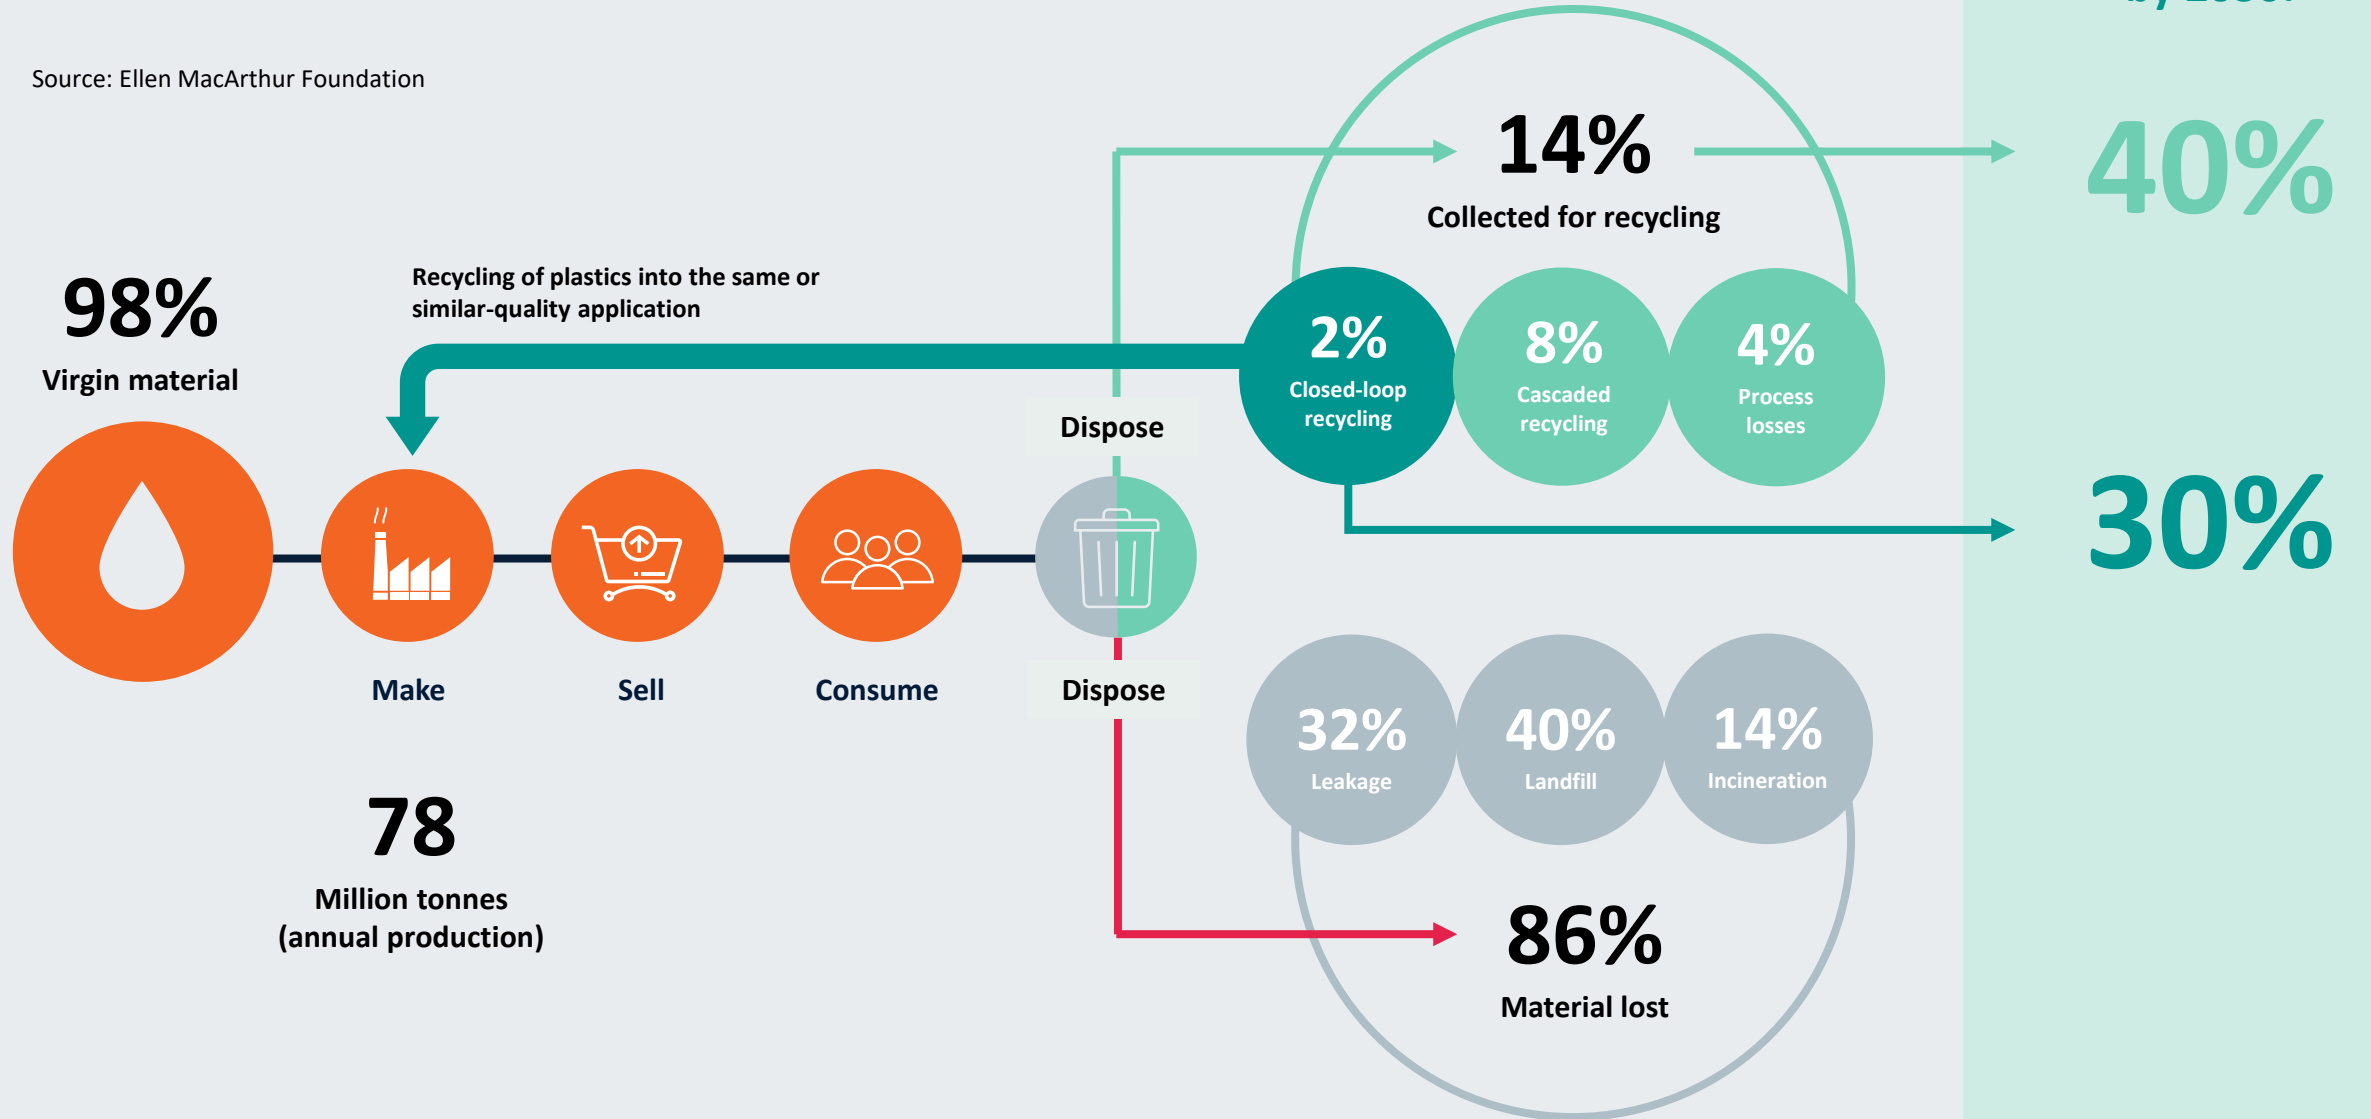 Source: Ellen MacArthur Foundation
14%
Collected for recycling
40%
98%
Virgin material
Recycling of plastics into the same or
similar-quality application
2%
Closed-loop
recycling
8%
Cascaded
recycling
4%
Process
losses
Dispose
30%
Make
Sell
Consume
Dispose
32%
Leakage
40%
Landfill
14%
Incineration
78
Million tonnes
(annual production)
86%
Material lost